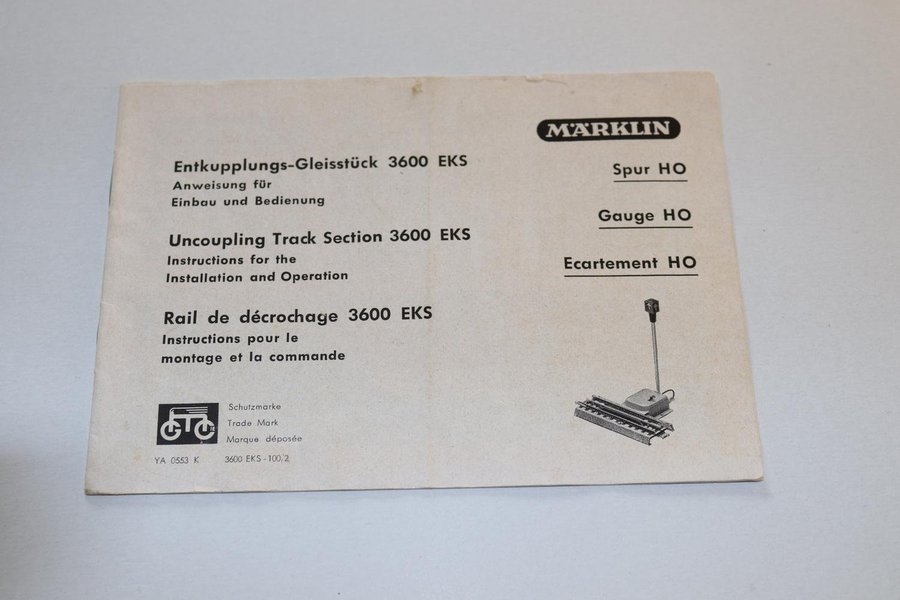 MÄRKLIN
Entkupplungs-Gleisstück 3600 EKS
Anweisung für
Einbau und Bedienung
Uncoupling Track Section 3600 EKS
Instructions for the
Installation and Operation
Rail de décrochage 3600 EKS
Instructions pour le
montage et la commande
Spur HO
Gauge HO
Ecartement HO
Schutzmarke
Trade Mark
Marque déposée
YA 0553 K 3600 EKS - 100/2